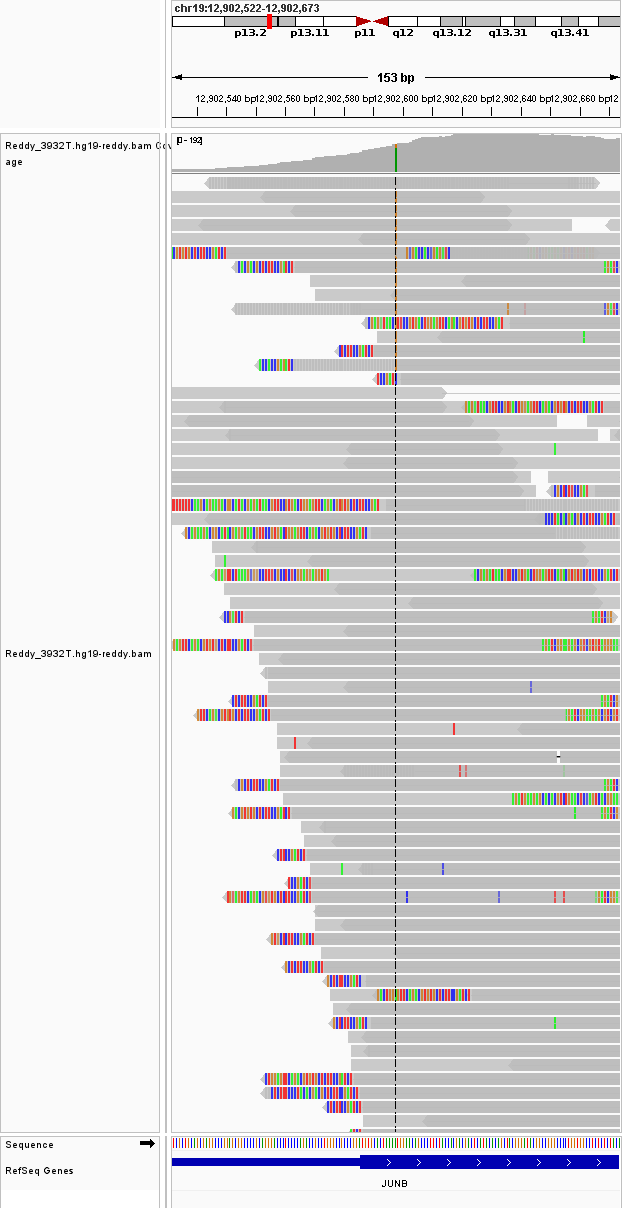 chr19:12,902,522-12,902,673
p13.2 p13.11 p11 q12 q13.12 q13.31 q13.41
153 bp
12,902,540 bp 12,902,560 bp 12,902,580 bp 12,902,600 bp 12,902,620 bp 12,902,640 bp 12,902,660 bp 12
Reddy_3932T.hg19-reddy.bam Cov
age
[0 - 192]
Reddy_3932T.hg19-reddy.bam
Sequence
RefSeq Genes
JUNB